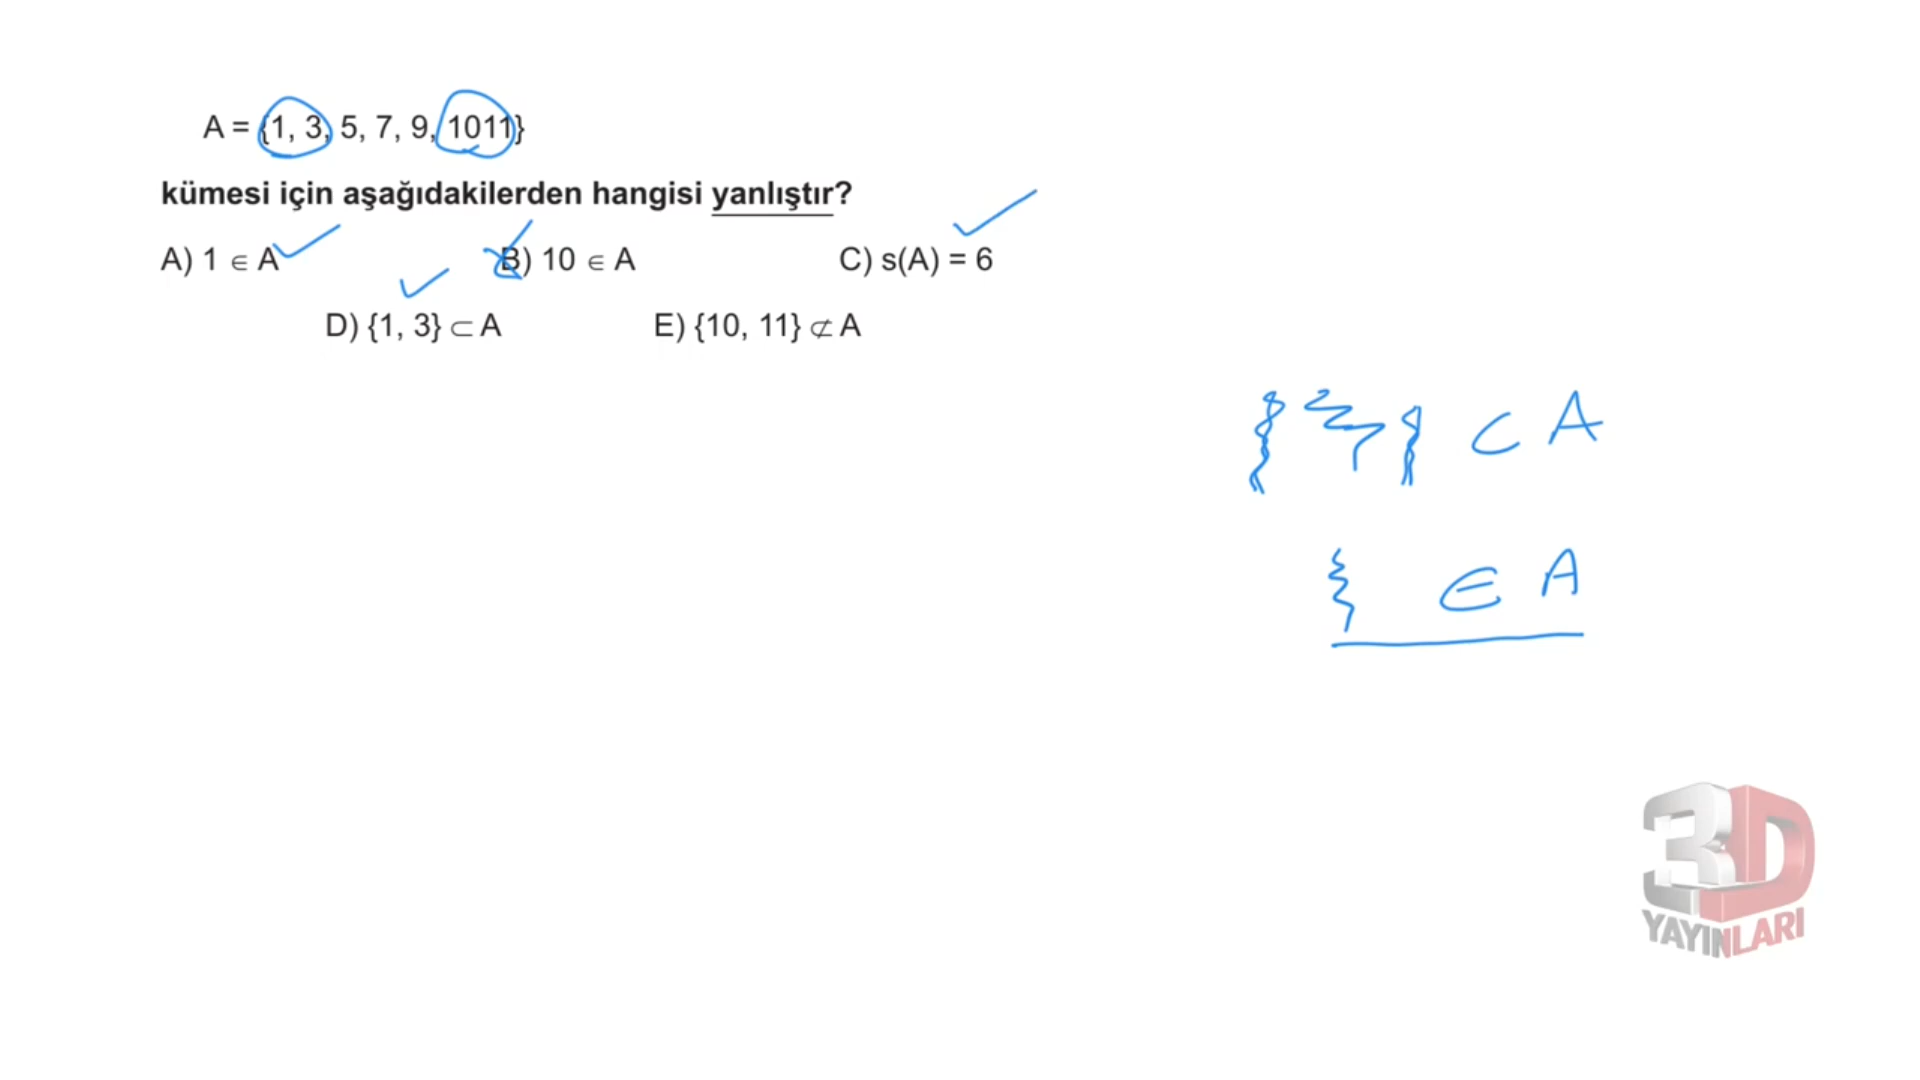 A = {1, 3, 5, 7, 9, 1011}
kümesi için aşağıdakilerden hangisi yanlıştır?
A) 1 ∈ A B) 10 ∈ A C) s(A) = 6
D) {1, 3} ⊂ A E) {10, 11} ⊄ A
{ } ⊂ A
∈ A
3D
YAYINLARI